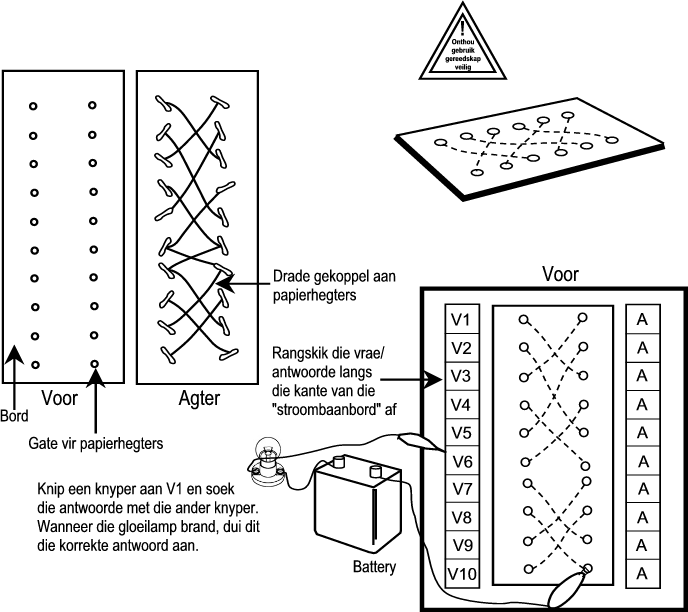 !
Onthou
gebruik
gereedskap
veilig
Drade gekoppel aan
papierhegters
Voor
Agter
Bord
Gate vir papierhegters
Rangskik die vrae/
antwoorde langs
die kante van die
"stroombaanbord" af
Knip een knyper aan V1 en soek
die antwoorde met die ander knyper.
Wanneer die gloeilamp brand, dui dit
die korrekte antwoord aan.
Battery
Voor
V1 A
V2 A
V3 A
V4 A
V5 A
V6 A
V7 A
V8 A
V9 A
V10 A